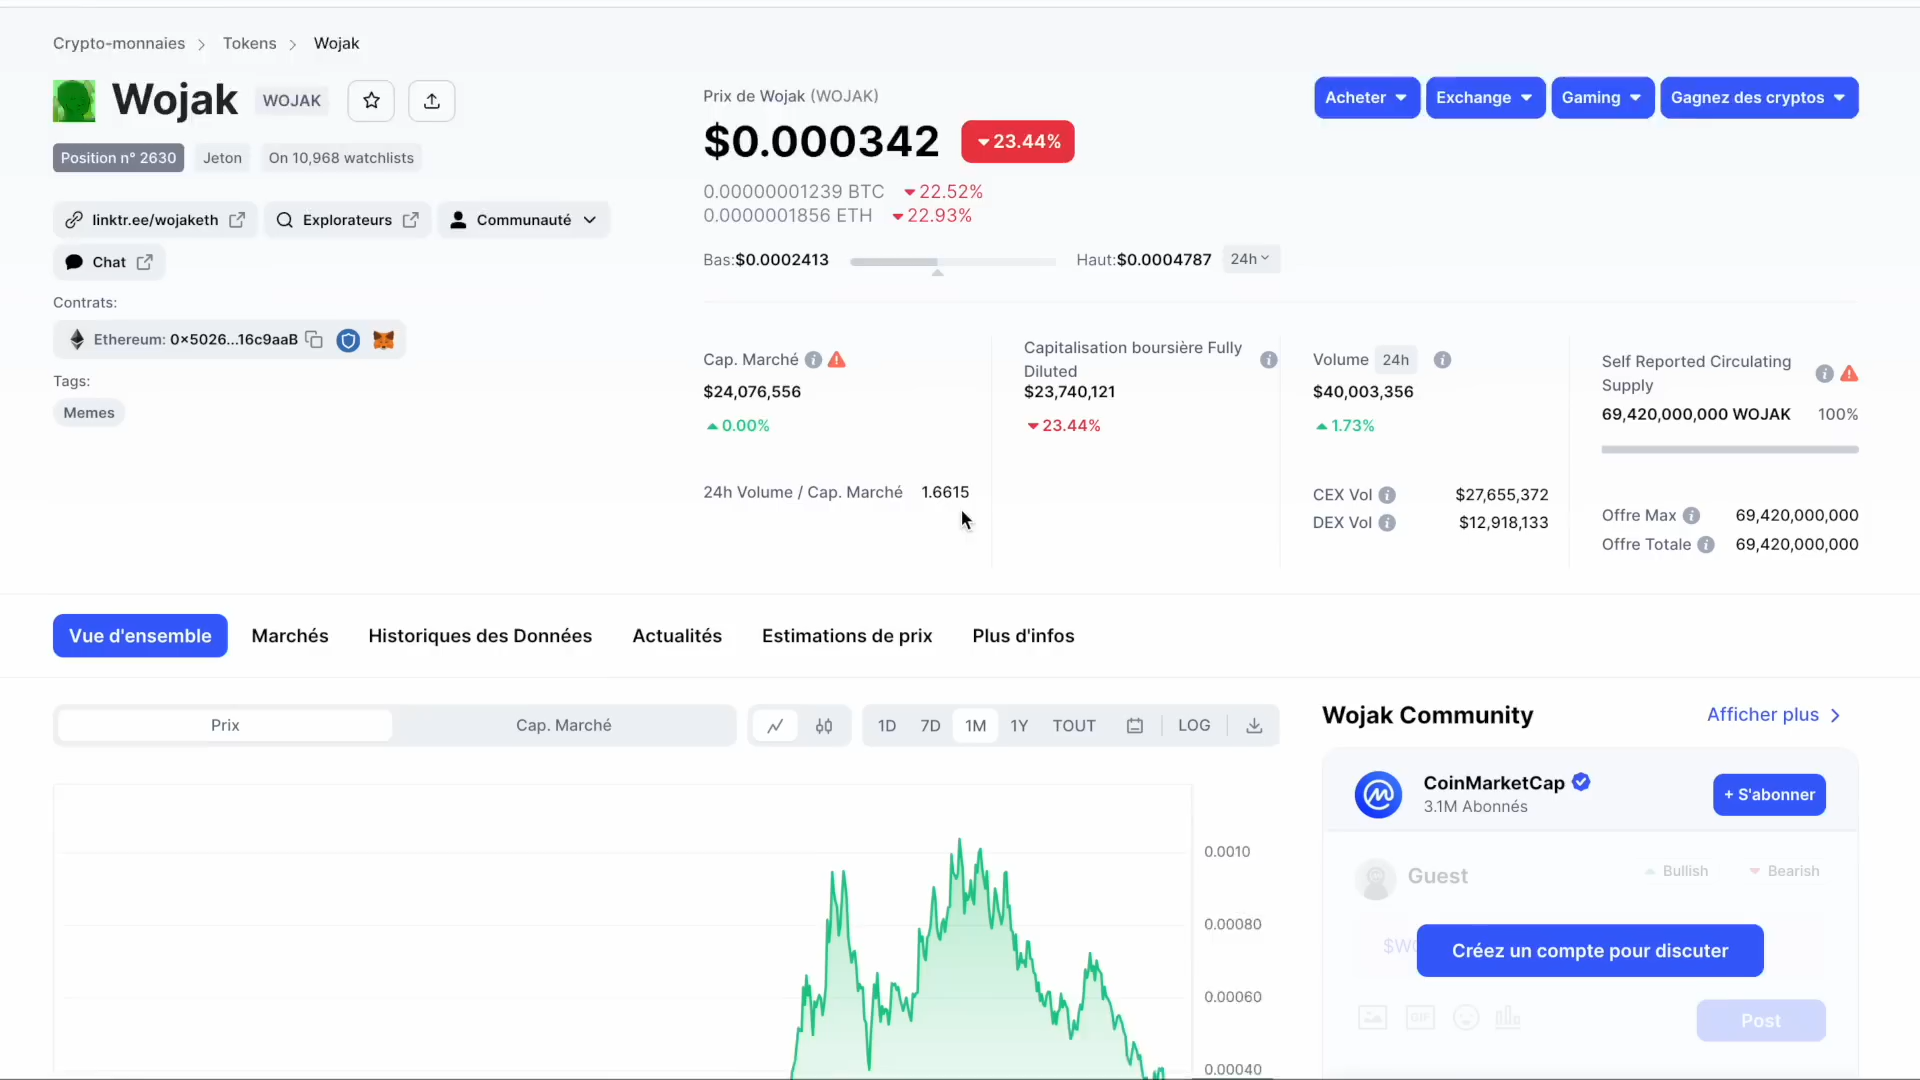 Crypto-monnaies > Tokens > Wojak
Wojak WOJAK
Position n° 2630 Jeton On 10,968 watchlists
linktr.ee/wojaketh Explorateurs Communauté
Chat
Contrats:
Ethereum: 0x5026...16c9aaB
Tags:
Memes
Prix de Wojak (WOJAK)
$0.000342 23.44%
0.00000001239 BTC 22.52%
0.0000001856 ETH 22.93%
Bas:$0.0002413 Haut:$0.0004787 24h
Acheter Exchange Gaming Gagnez des cryptos
Cap. Marché
$24,076,556
0.00%
24h Volume / Cap. Marché 1.6615
Capitalisation boursière Fully
Diluted
$23,740,121
23.44%
Volume 24h
$40,003,356
1.73%
CEX Vol $27,655,372
DEX Vol $12,918,133
Self Reported Circulating
Supply
69,420,000,000 WOJAK 100%
Offre Max 69,420,000,000
Offre Totale 69,420,000,000
Vue d'ensemble Marchés Historiques des Données Actualités Estimations de prix Plus d'infos
Prix Cap. Marché 1D 7D 1M 1Y TOUT LOG
0.0010
0.00080
0.00060
0.00040
Wojak Community Afficher plus >
CoinMarketCap
3.1M Abonnés
+ S'abonner
Guest Bullish Bearish
$WO
Créez un compte pour discuter
GIF
Post